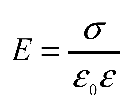 E = σ / ε₀ε